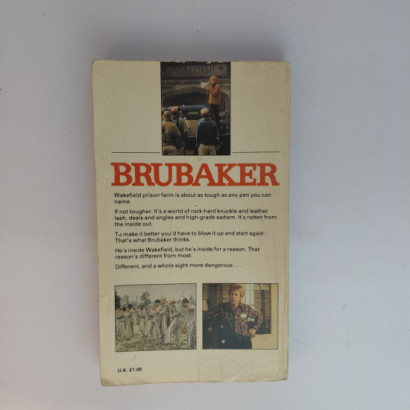 BRUBAKER
Wakefield prison farm is about as tough as any pen you can
name.
If not tougher. It's a world of rock-hard knuckle and leather
lash, deals and angles and high-grade sadism. It's rotten from
the inside out.
To make it better you'd have to blow it up and start again.
That's what Brubaker thinks.
He's inside Wakefield, but he's inside for a reason. That
reason's different from most.
Different, and a whole sight more dangerous . . .
U.K. £1.00